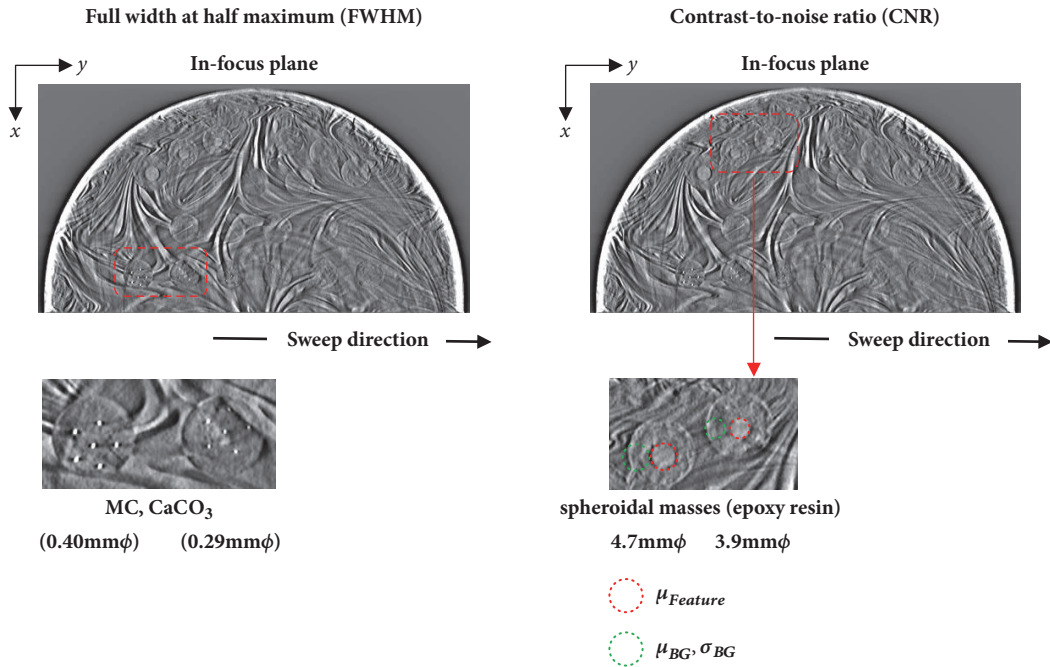 Full width at half maximum (FWHM)
y
In-focus plane
x
Sweep direction
MC, CaCO₃
(0.40mmϕ) (0.29mmϕ)
Contrast-to-noise ratio (CNR)
y
In-focus plane
x
Sweep direction
spheroidal masses (epoxy resin)
4.7mmϕ 3.9mmϕ
μFeature
μBG, σBG